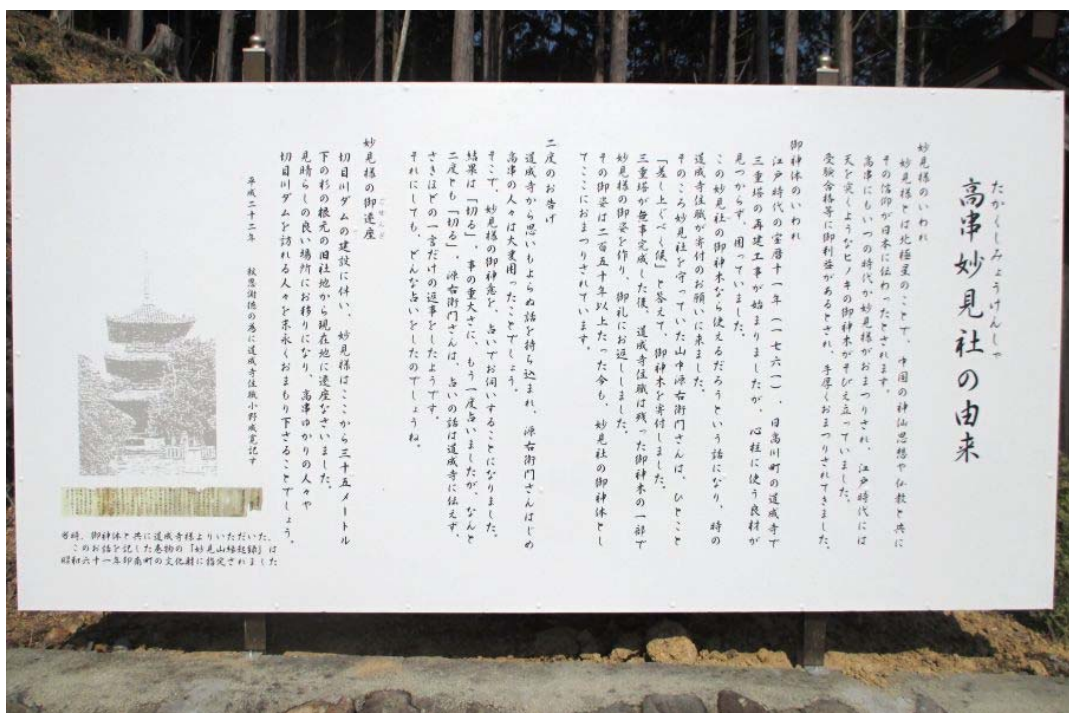 たかくしみょうけんしゃ
高串妙見社の由来
妙見様のいわれ
妙見様とは北極星のことで、中国の神仙思想や仏教と共に
その信仰が日本に伝わったとされます。
高串にもいつの時代か妙見様がおまつりされ、江戸時代には
天を突くようなヒノキの御神木がそびえ立っていました。
受験合格等に御利益があるとされ、手厚くおまつりされてきました。
御神体のいわれ
江戸時代の宝暦十一年(一七六一)、日高川町の道成寺で
三重塔の再建工事が始まりましたが、心柱に使う良材が
見つからず、困っていました。
この妙見社の御神木なら使えるだろうという話になり、時の
道成寺住職が寄付のお願いに来ました。
そのころ妙見社を守っていた山中源右衛門さんは、ひとこと
「差し上ぐべく候」と答えて、御神木を寄付しました。
三重塔が無事完成した後、道成寺住職は残った御神木の一部で
妙見様の御姿を作り、御礼にお返ししました。
その御姿は二百五十年以上たった今も、妙見社の御神体とし
てここにおまつりされています。
二度のお告げ
道成寺から思いもよらぬ話を持ち込まれ、源右衛門さんはじめ
高串の人々は大変困ったことでしょう。
そこで、妙見様の御神意を、占いでお伺いすることになりました。
結果は「切る」。事の重大さに、もう一度占いましたが、なんと
二度とも「切る」。源右衛門さんは、占いの話は道成寺に伝えず、
さきほどの一言だけの返事をしたようです。
それにしても、どんな占いをしたのでしょうね。
妙見様の御遷座
ごせんざ
切目川ダムの建設に伴い、妙見様はここから三十五メートル
下の杉の根元の旧社地から現在地に遷座なさいました。
見晴らしの良い場所にお移りになり、高串ゆかりの人々や
切目川ダムを訪れる人々を末永くおまもり下さることでしょう。
平成二十二年 報恩謝徳の為に道成寺住職小野成寛記す
当時、御神体と共に道成寺様よりいただいた、
このお話を記した巻物の『妙見山縁起録』は
昭和六十一年印南町の文化財に指定されました